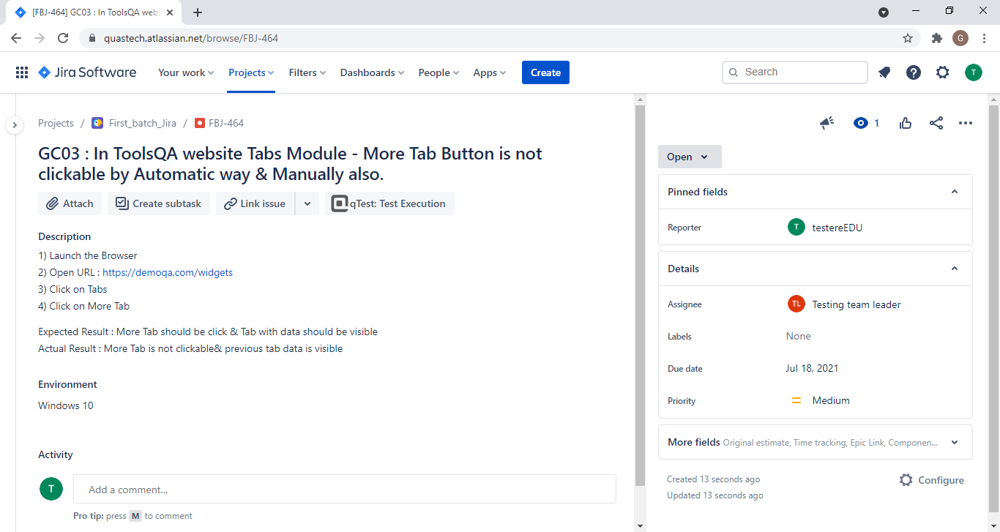 [FBJ-464] GC03 : In ToolsQA web
quastech.atlassian.net/browse/FBJ-464
G
Jira Software
Your work
Projects
Filters
Dashboards
People
Apps
Create
Search
T
Projects / First_batch_Jira / FBJ-464
1
GC03 : In ToolsQA website Tabs Module - More Tab Button is not
clickable by Automatic way & Manually also.
Attach
Create subtask
Link issue
qTest: Test Execution
Description
1) Launch the Browser
2) Open URL : https://demoqa.com/widgets
3) Click on Tabs
4) Click on More Tab
Expected Result : More Tab should be click & Tab with data should be visible
Actual Result : More Tab is not clickable& previous tab data is visible
Environment
Windows 10
Activity
T
Add a comment...
Pro tip: press M to comment
Open
Pinned fields
Reporter
T testereEDU
Details
Assignee
TL Testing team leader
Labels
None
Due date
Jul 18, 2021
Priority
Medium
More fields Original estimate, Time tracking, Epic Link, Componen...
Created 13 seconds ago
Updated 13 seconds ago
Configure